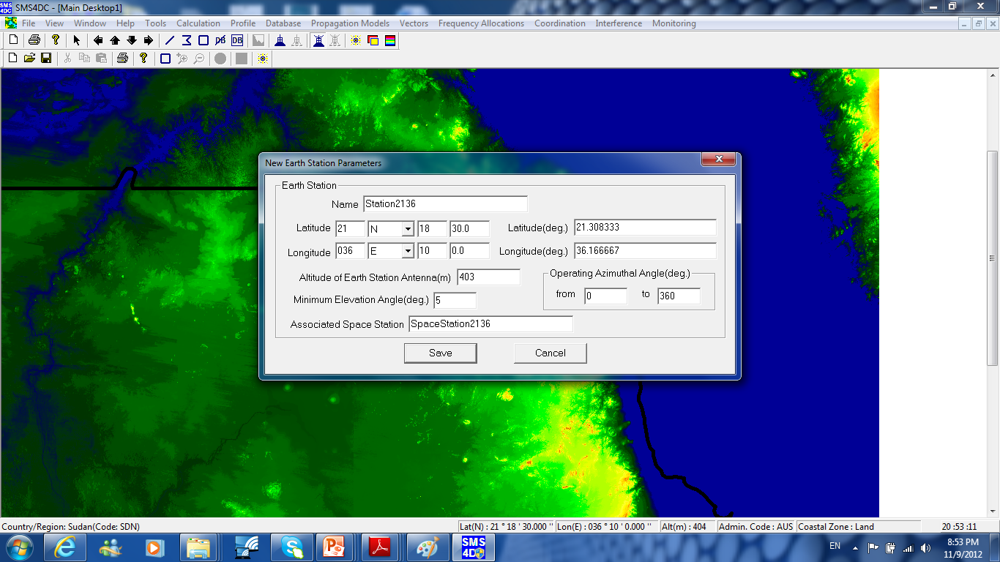 SMS4DC - [Main Desktop1]
File View Window Help Tools Calculation Profile Database Propagation Models Vectors Frequency Allocations Coordination Interference Monitoring
DB DB
New Earth Station Parameters
Earth Station
Name Station2136
Latitude 21 N 18 30.0 Latitude(deg.) 21.308333
Longitude 036 E 10 0.0 Longitude(deg.) 36.166667
Altitude of Earth Station Antenna(m) 403 Operating Azimuthal Angle(deg.)
Minimum Elevation Angle(deg.) 5 from 0 to 360
Associated Space Station SpaceStation2136
Save Cancel
Country/Region: Sudan(Code: SDN) Lat(N) : 21 ° 18 ' 30.000 '' Lon(E) : 036 ° 10 ' 0.000 '' Alt(m) : 404 Admin. Code : AUS Coastal Zone : Land 20 :53 :11
SMS
4DC
EN 8:53 PM
11/9/2012